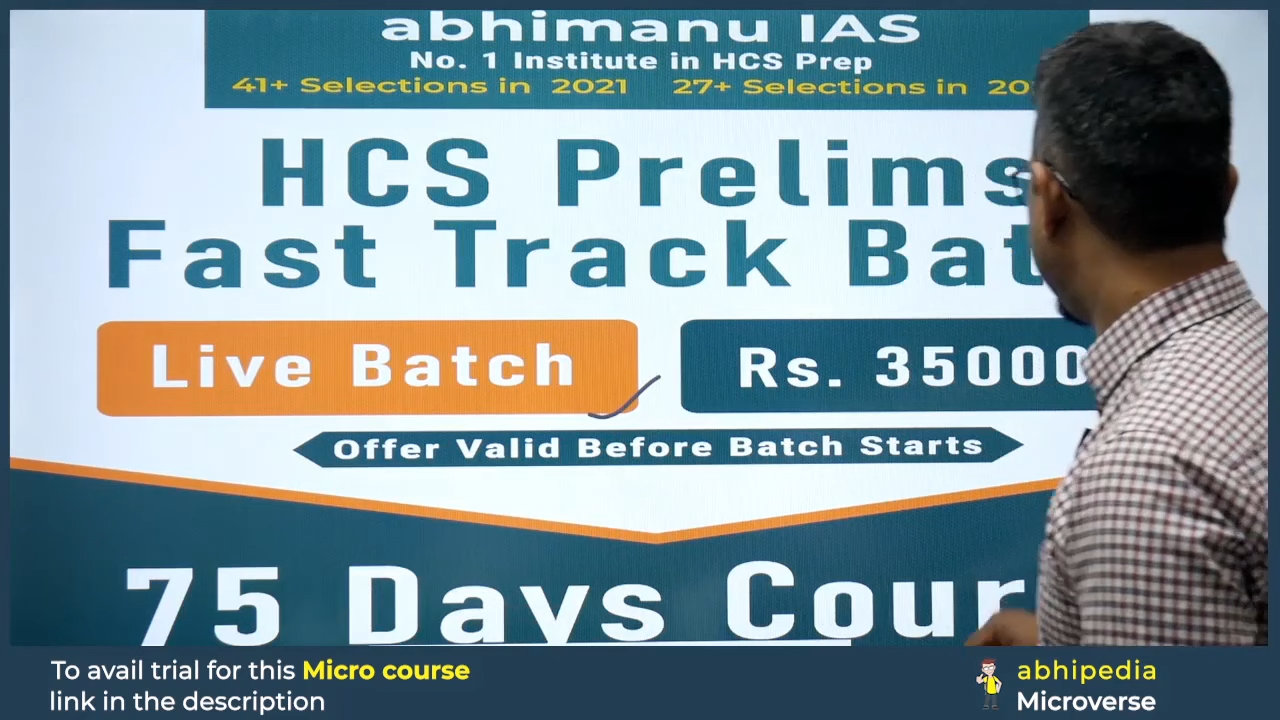 abhimanu IAS
No. 1 Institute in HCS Prep
41+ Selections in 2021 27+ Selections in
HCS Prelims
Fast Track
Live Batch
Rs. 35000
Offer Valid Before Batch Starts
75 Days
To avail trial for this Micro course
link in the description
abhipedia
Microverse